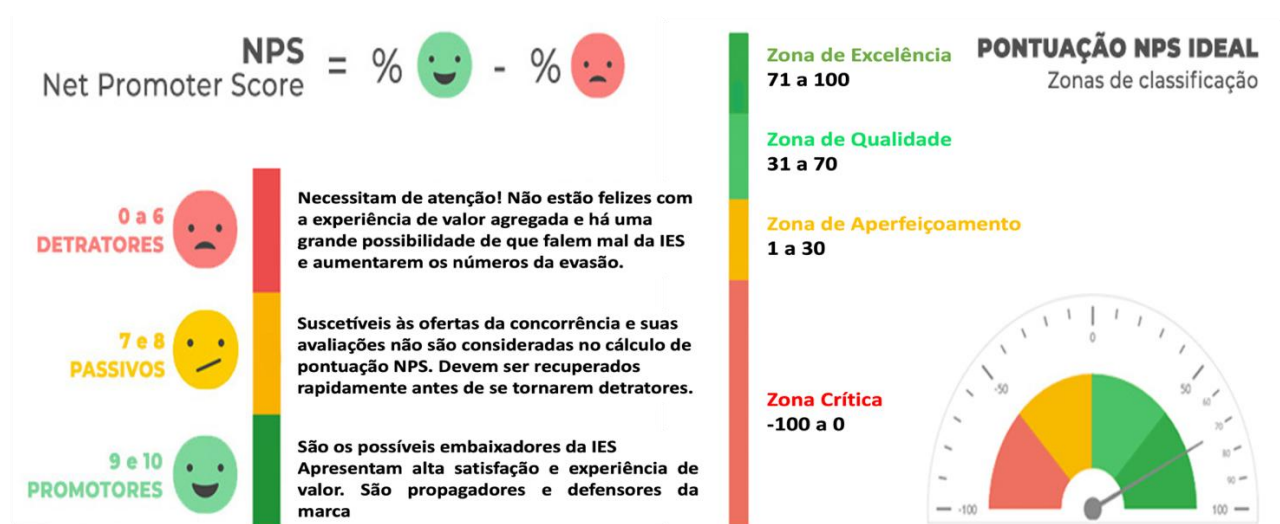 NPS
Net Promoter Score
= % - %
0 a 6
DETRATORES
Necessitam de atenção! Não estão felizes com
a experiência de valor agregada e há uma
grande possibilidade de que falem mal da IES
e aumentarem os números da evasão.
7 e 8
PASSIVOS
Suscetíveis às ofertas da concorrência e suas
avaliações não são consideradas no cálculo de
pontuação NPS. Devem ser recuperados
rapidamente antes de se tornarem detratores.
9 e 10
PROMOTORES
São os possíveis embaixadores da IES
Apresentam alta satisfação e experiência de
valor. São propagadores e defensores da
marca
PONTUAÇÃO NPS IDEAL
Zonas de classificação
Zona de Excelência
71 a 100
Zona de Qualidade
31 a 70
Zona de Aperfeiçoamento
1 a 30
Zona Crítica
-100 a 0
-100
-50
0
50
60
70
80
90
100